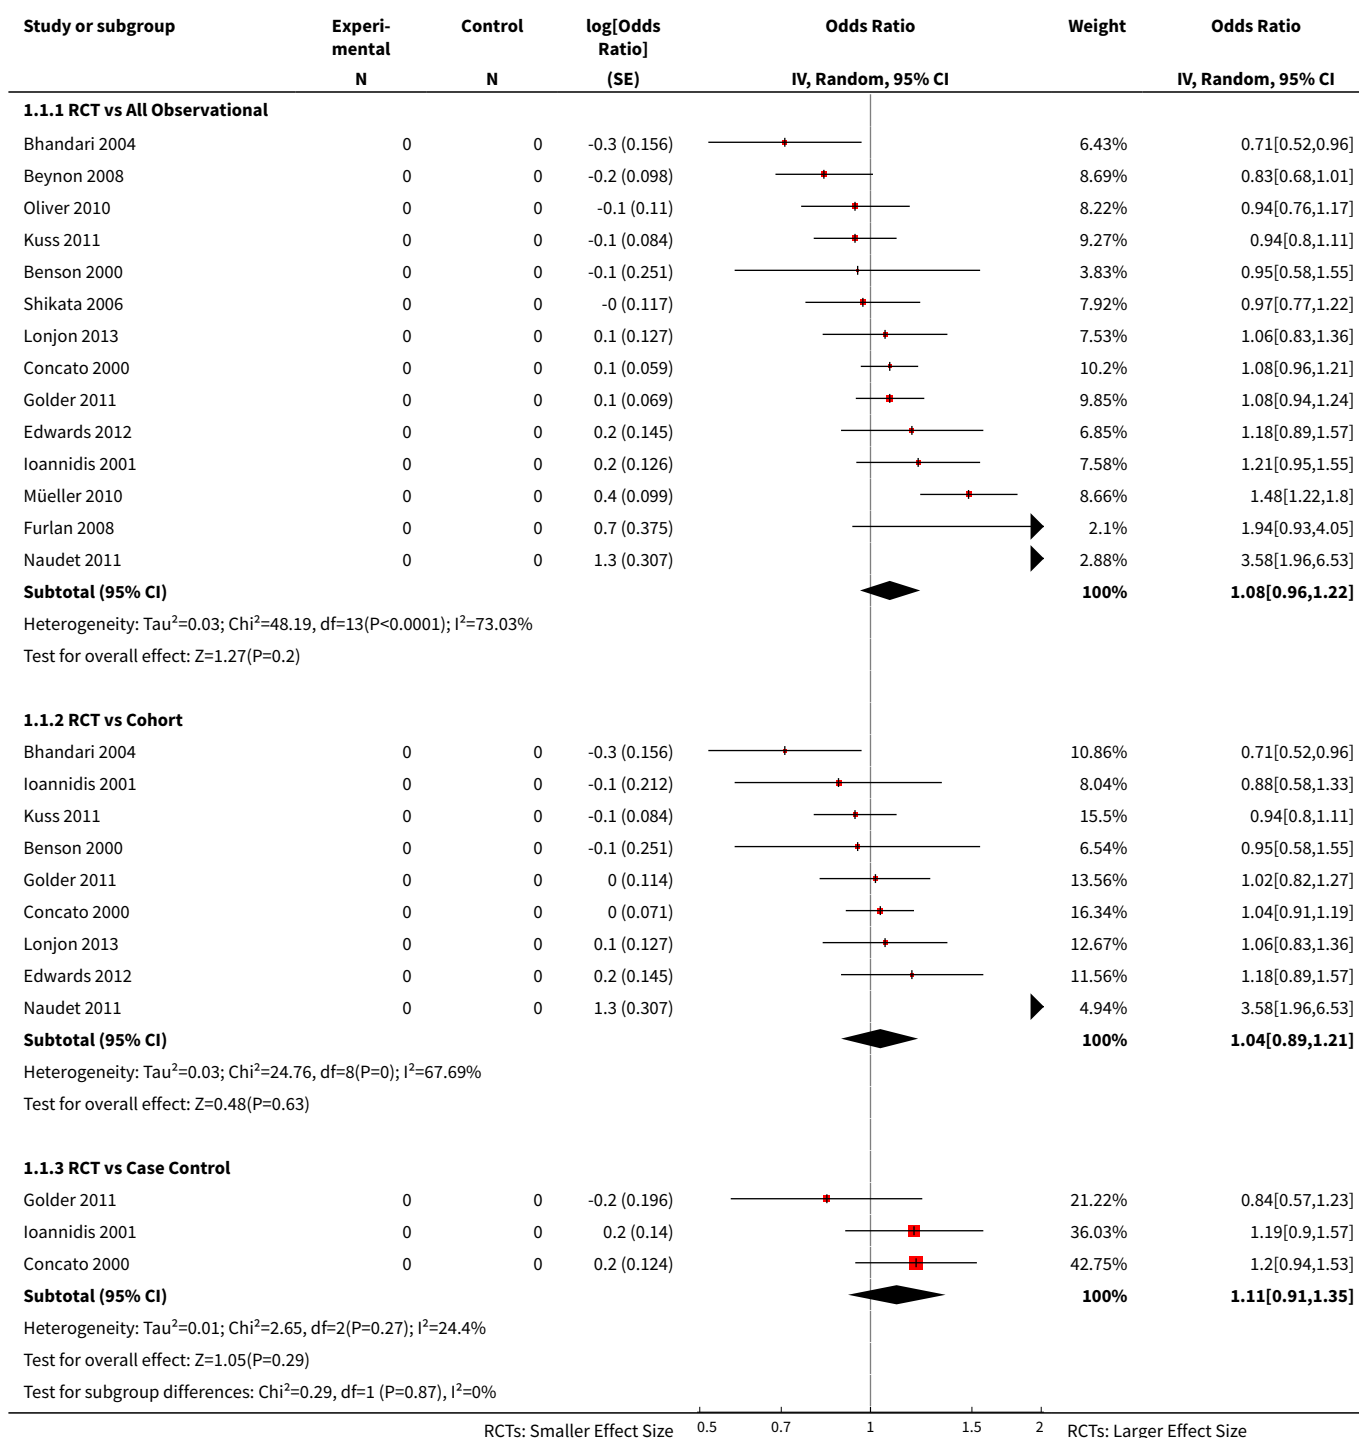 Study or subgroup Experi- Control log[Odds Odds Ratio Weight Odds Ratio
mental Ratio]
N N (SE) IV, Random, 95% CI IV, Random, 95% CI
1.1.1 RCT vs All Observational
Bhandari 2004 0 0 -0.3 (0.156) 6.43% 0.71[0.52,0.96]
Beynon 2008 0 0 -0.2 (0.098) 8.69% 0.83[0.68,1.01]
Oliver 2010 0 0 -0.1 (0.11) 8.22% 0.94[0.76,1.17]
Kuss 2011 0 0 -0.1 (0.084) 9.27% 0.94[0.8,1.11]
Benson 2000 0 0 -0.1 (0.251) 3.83% 0.95[0.58,1.55]
Shikata 2006 0 0 -0 (0.117) 7.92% 0.97[0.77,1.22]
Lonjon 2013 0 0 0.1 (0.127) 7.53% 1.06[0.83,1.36]
Concato 2000 0 0 0.1 (0.059) 10.2% 1.08[0.96,1.21]
Golder 2011 0 0 0.1 (0.069) 9.85% 1.08[0.94,1.24]
Edwards 2012 0 0 0.2 (0.145) 6.85% 1.18[0.89,1.57]
Ioannidis 2001 0 0 0.2 (0.126) 7.58% 1.21[0.95,1.55]
Müeller 2010 0 0 0.4 (0.099) 8.66% 1.48[1.22,1.8]
Furlan 2008 0 0 0.7 (0.375) 2.1% 1.94[0.93,4.05]
Naudet 2011 0 0 1.3 (0.307) 2.88% 3.58[1.96,6.53]
Subtotal (95% CI) 100% 1.08[0.96,1.22]
Heterogeneity: Tau²=0.03; Chi²=48.19, df=13(P<0.0001); I²=73.03%
Test for overall effect: Z=1.27(P=0.2)
1.1.2 RCT vs Cohort
Bhandari 2004 0 0 -0.3 (0.156) 10.86% 0.71[0.52,0.96]
Ioannidis 2001 0 0 -0.1 (0.212) 8.04% 0.88[0.58,1.33]
Kuss 2011 0 0 -0.1 (0.084) 15.5% 0.94[0.8,1.11]
Benson 2000 0 0 -0.1 (0.251) 6.54% 0.95[0.58,1.55]
Golder 2011 0 0 0 (0.114) 13.56% 1.02[0.82,1.27]
Concato 2000 0 0 0 (0.071) 16.34% 1.04[0.91,1.19]
Lonjon 2013 0 0 0.1 (0.127) 12.67% 1.06[0.83,1.36]
Edwards 2012 0 0 0.2 (0.145) 11.56% 1.18[0.89,1.57]
Naudet 2011 0 0 1.3 (0.307) 4.94% 3.58[1.96,6.53]
Subtotal (95% CI) 100% 1.04[0.89,1.21]
Heterogeneity: Tau²=0.03; Chi²=24.76, df=8(P=0); I²=67.69%
Test for overall effect: Z=0.48(P=0.63)
1.1.3 RCT vs Case Control
Golder 2011 0 0 -0.2 (0.196) 21.22% 0.84[0.57,1.23]
Ioannidis 2001 0 0 0.2 (0.14) 36.03% 1.19[0.9,1.57]
Concato 2000 0 0 0.2 (0.124) 42.75% 1.2[0.94,1.53]
Subtotal (95% CI) 100% 1.11[0.91,1.35]
Heterogeneity: Tau²=0.01; Chi²=2.65, df=2(P=0.27); I²=24.4%
Test for overall effect: Z=1.05(P=0.29)
Test for subgroup differences: Chi²=0.29, df=1 (P=0.87), I²=0%
RCTs: Smaller Effect Size 0.5 0.7 1 1.5 2 RCTs: Larger Effect Size